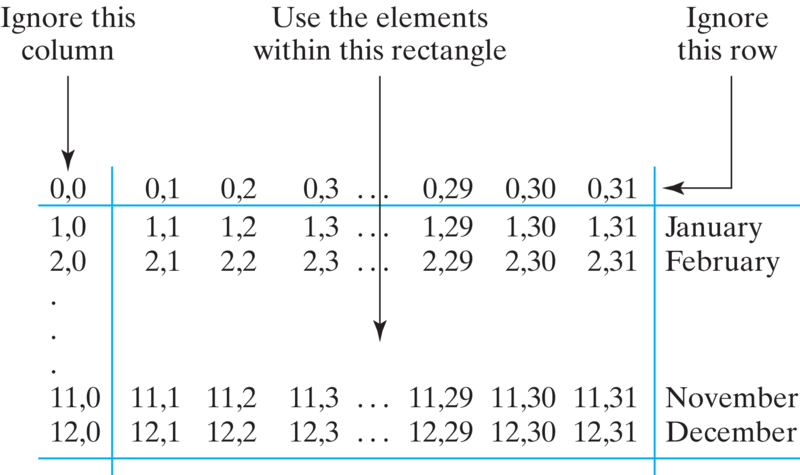 Ignore this
column
Use the elements
within this rectangle
Ignore
this row
0,0 0,1 0,2 0,3 ... 0,29 0,30 0,31
1,0 1,1 1,2 1,3 ... 1,29 1,30 1,31 January
2,0 2,1 2,2 2,3 ... 2,29 2,30 2,31 February
.
.
.
11,0 11,1 11,2 11,3 ... 11,29 11,30 11,31 November
12,0 12,1 12,2 12,3 ... 12,29 12,30 12,31 December